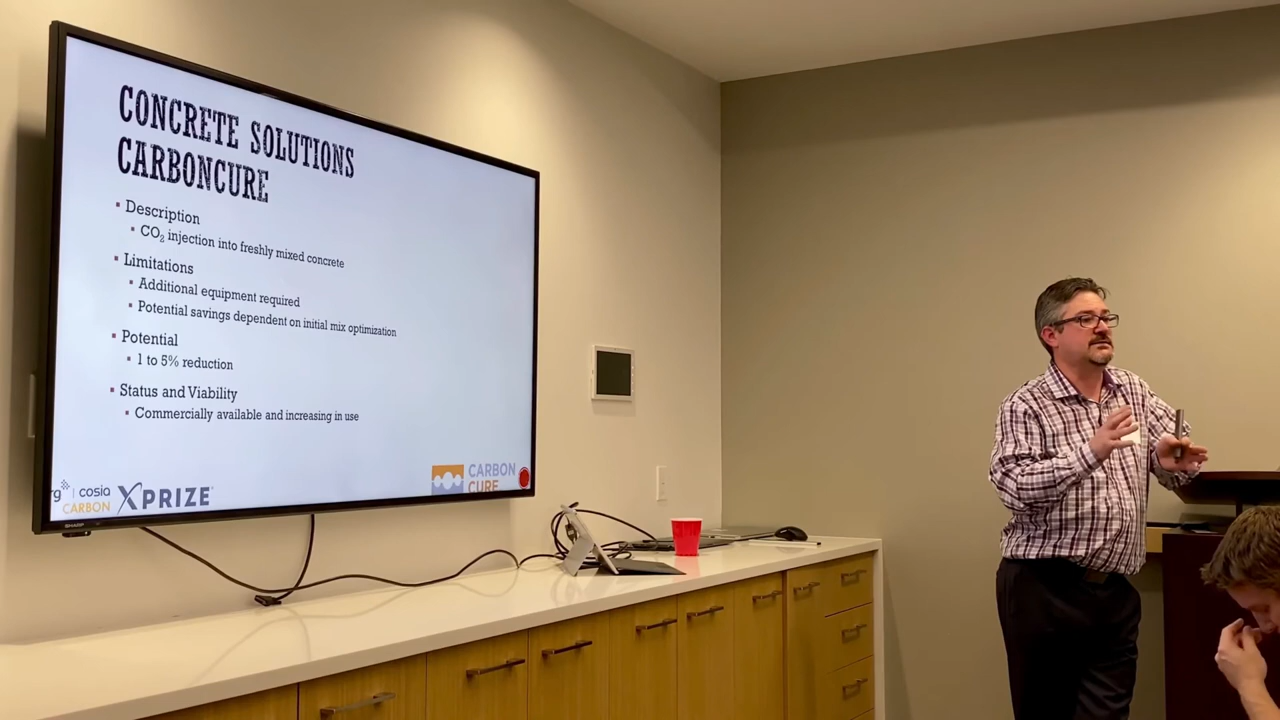 CONCRETE SOLUTIONS
CARBONCURE
Description
CO₂ injection into freshly mixed concrete
Limitations
Additional equipment required
Potential savings dependent on initial mix optimization
Potential
1 to 5% reduction
Status and Viability
Commercially available and increasing in use
rg | cosia
CARBON
XPRIZE
CARBON
CURE
SHARP